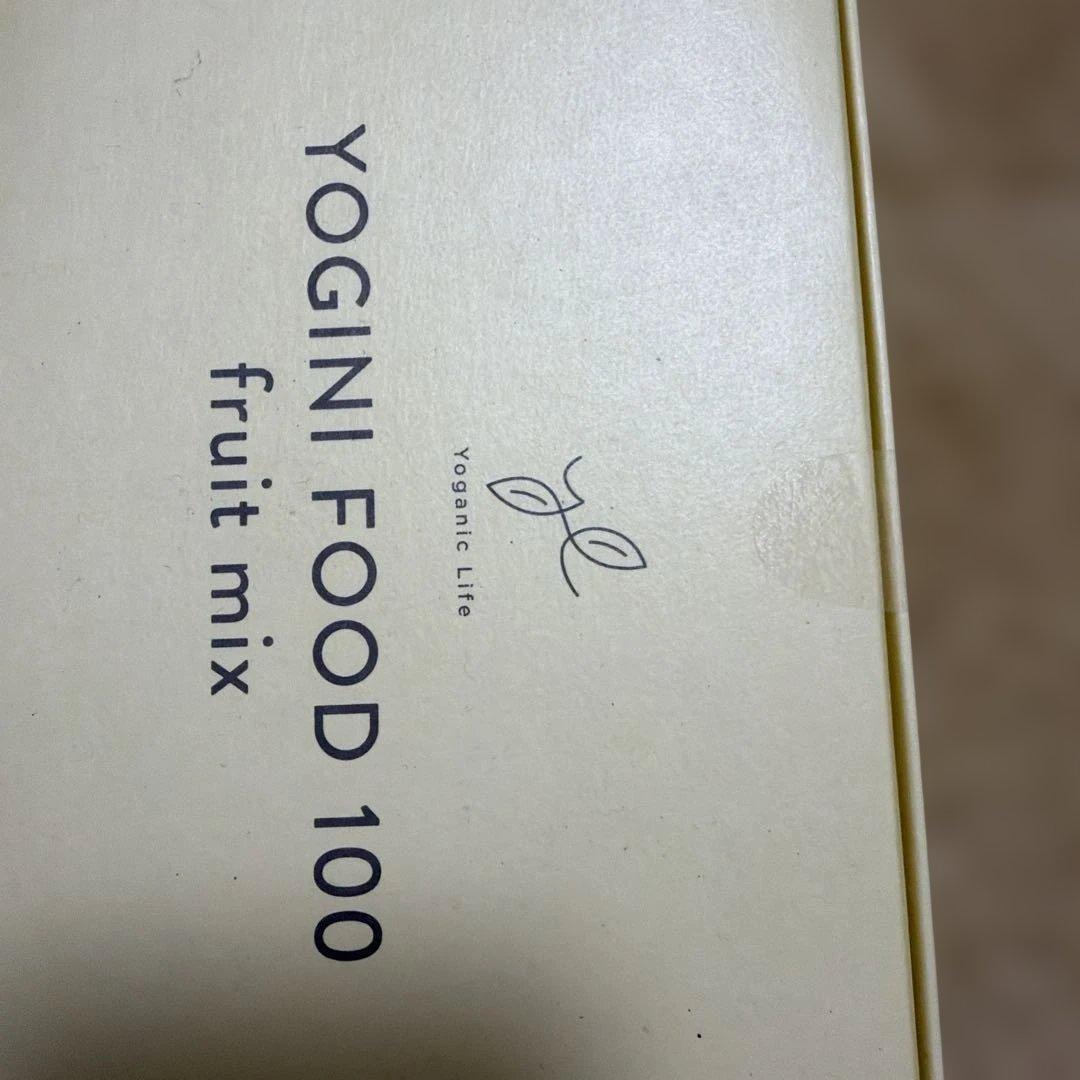 Yoganic Life
YOGINI FOOD 100
fruit mix